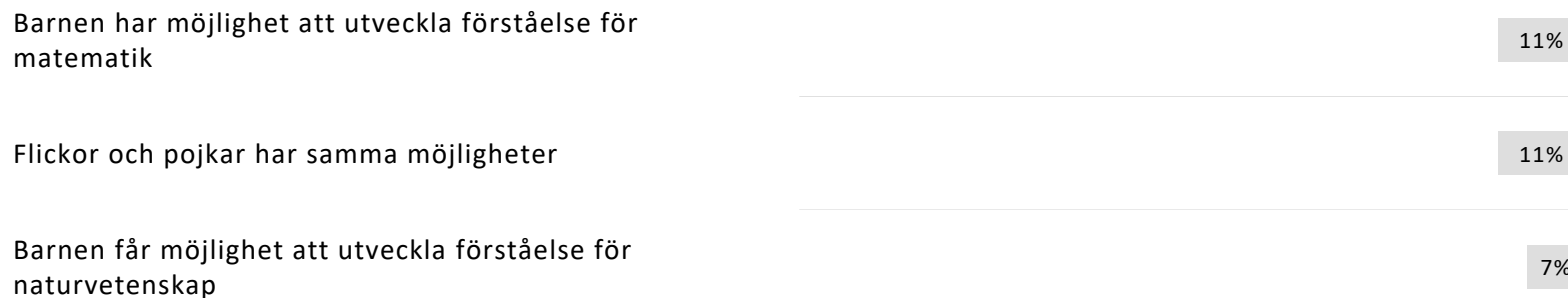 Barnen har möjlighet att utveckla förståelse för
matematik
11%
Flickor och pojkar har samma möjligheter
11%
Barnen får möjlighet att utveckla förståelse för
naturvetenskap
7%